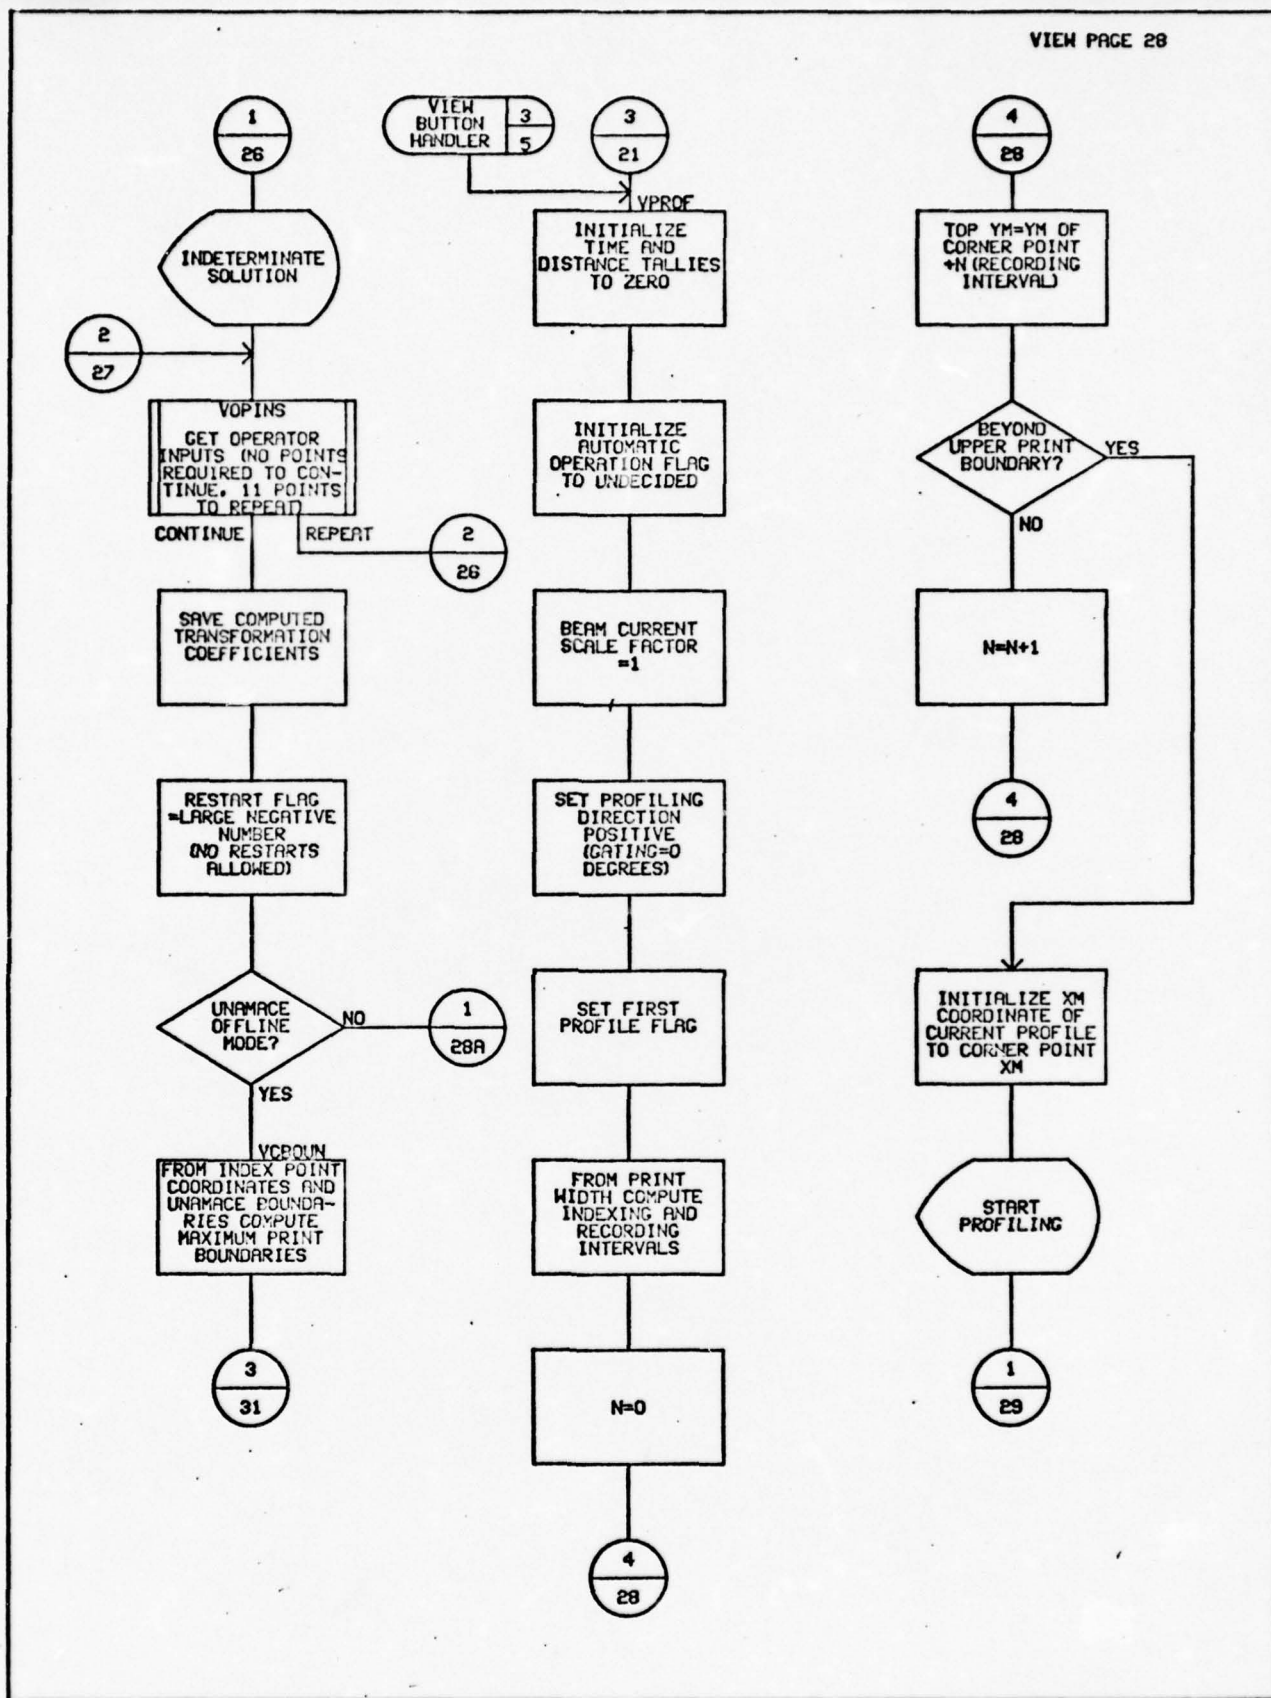 VIEW PAGE 28
1
26
INDETERMINATE
SOLUTION
2
27
VOPINS
GET OPERATOR
INPUTS (NO POINTS
REQUIRED TO CON-
TINUE. 11 POINTS
TO REPEAT)
CONTINUE
REPEAT
2
26
SAVE COMPUTED
TRANSFORMATION
COEFFICIENTS
RESTART FLAG
=LARGE NEGATIVE
NUMBER
(NO RESTARTS
ALLOWED)
UNAMACE
OFFLINE
MODE?
NO
1
28A
YES
VCBOUN
FROM INDEX POINT
COORDINATES AND
UNAMACE BOUNDA-
RIES COMPUTE
MAXIMUM PRINT
BOUNDARIES
3
31
VIEW
BUTTON
HANDLER
3
5
3
21
VPROF
INITIALIZE
TIME AND
DISTANCE TALLIES
TO ZERO
INITIALIZE
AUTOMATIC
OPERATION FLAG
TO UNDECIDED
BEAM CURRENT
SCALE FACTOR
=1
SET PROFILING
DIRECTION
POSITIVE
(GATING=0
DEGREES)
SET FIRST
PROFILE FLAG
FROM PRINT
WIDTH COMPUTE
INDEXING AND
RECORDING
INTERVALS
N=0
4
28
4
28
TOP YM=YM OF
CORNER POINT
+N(RECORDING
INTERVAL)
BEYOND
UPPER PRINT
BOUNDARY?
YES
NO
N=N+1
4
28
INITIALIZE XM
COORDINATE OF
CURRENT PROFILE
TO CORNER POINT
XM
START
PROFILING
1
29